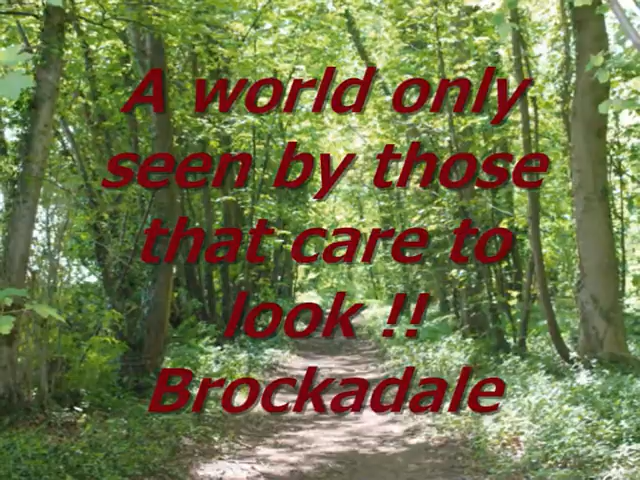 A world only
seen by those
that care to
look !!
Brockadale